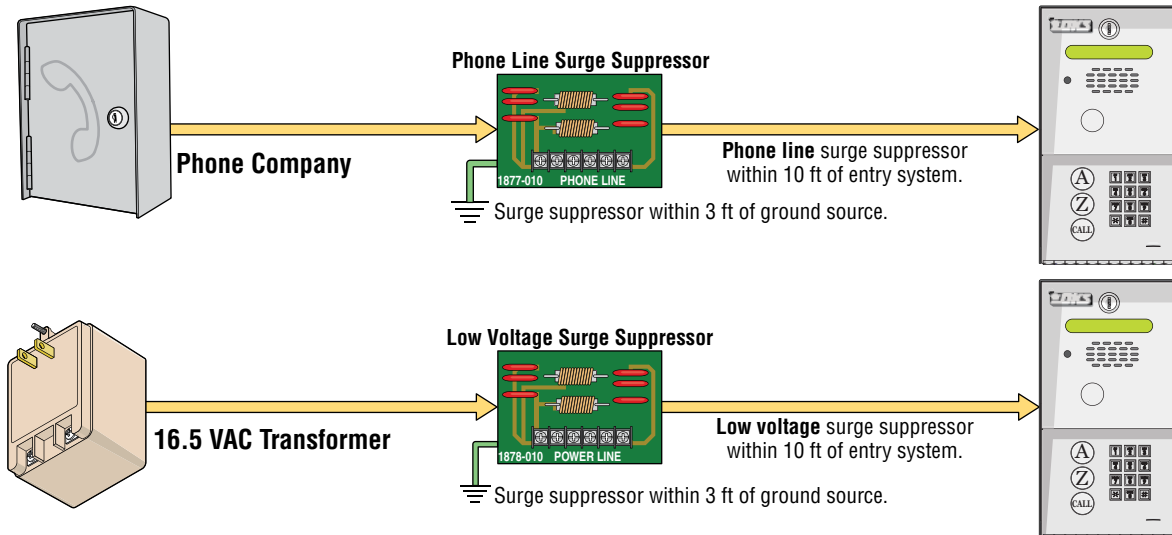 Phone Line Surge Suppressor
Phone Company
1877-010 PHONE LINE
Phone line surge suppressor
within 10 ft of entry system.
Surge suppressor within 3 ft of ground source.
A
Z
CALL
Low Voltage Surge Suppressor
16.5 VAC Transformer
1878-010 POWER LINE
Low voltage surge suppressor
within 10 ft of entry system.
Surge suppressor within 3 ft of ground source.
A
Z
CALL